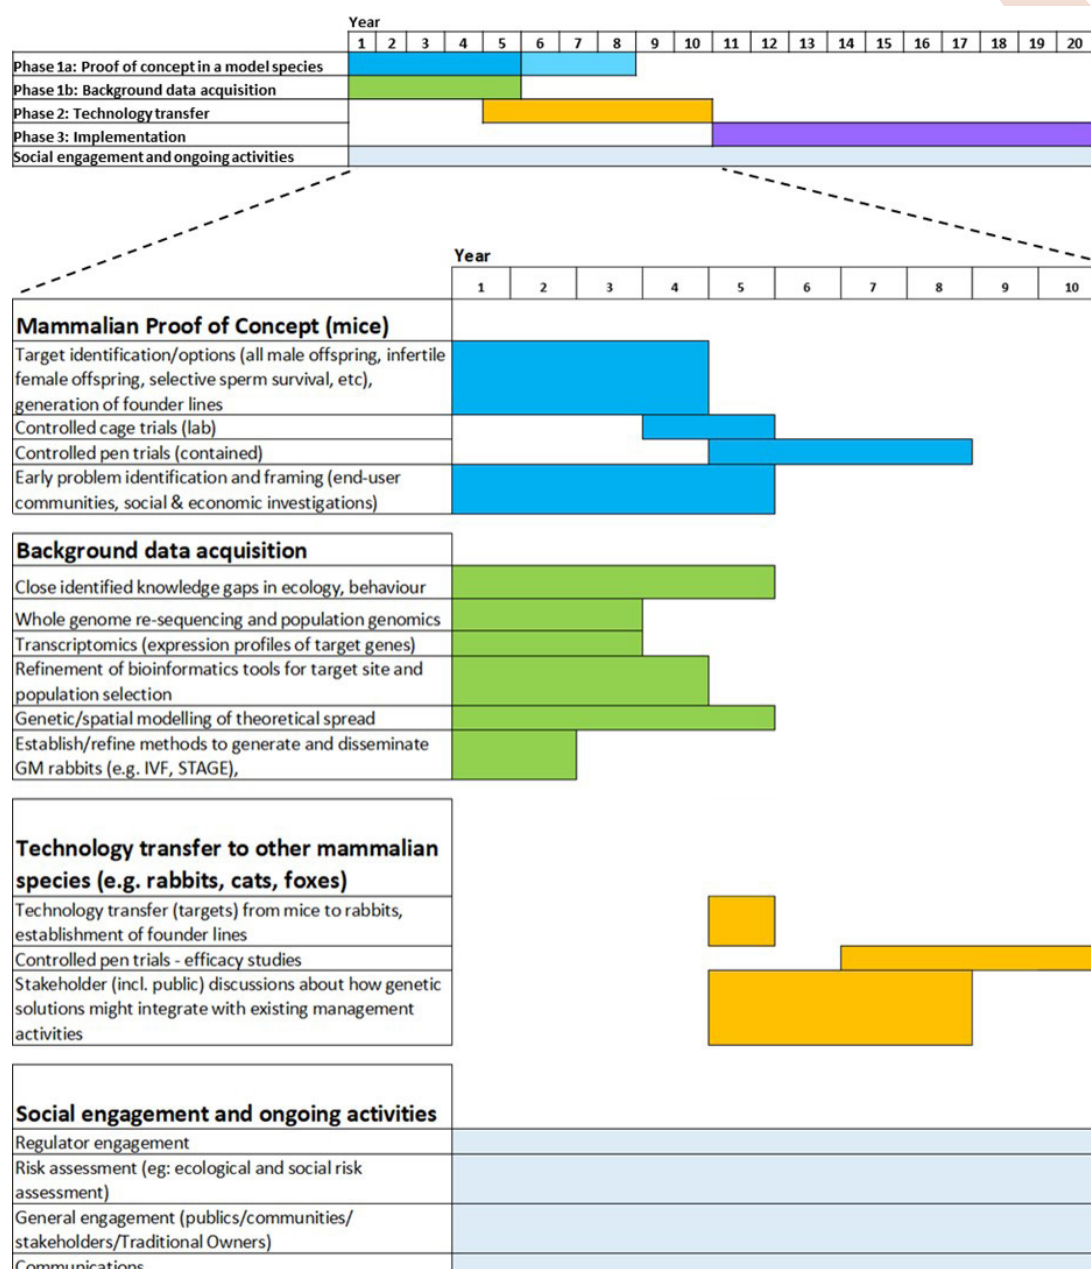 Year
1 2 3 4 5 6 7 8 9 10 11 12 13 14 15 16 17 18 19 20
Phase 1a: Proof of concept in a model species
Phase 1b: Background data acquisition
Phase 2: Technology transfer
Phase 3: Implementation
Social engagement and ongoing activities
Year
1 2 3 4 5 6 7 8 9 10
Mammalian Proof of Concept (mice)
Target identification/options (all male offspring, infertile
female offspring, selective sperm survival, etc),
generation of founder lines
Controlled cage trials (lab)
Controlled pen trials (contained)
Early problem identification and framing (end-user
communities, social & economic investigations)
Background data acquisition
Close identified knowledge gaps in ecology, behaviour
Whole genome re-sequencing and population genomics
Transcriptomics (expression profiles of target genes)
Refinement of bioinformatics tools for target site and
population selection
Genetic/spatial modelling of theoretical spread
Establish/refine methods to generate and disseminate
GM rabbits (e.g. IVF, STAGE),
Technology transfer to other mammalian
species (e.g. rabbits, cats, foxes)
Technology transfer (targets) from mice to rabbits,
establishment of founder lines
Controlled pen trials - efficacy studies
Stakeholder (incl. public) discussions about how genetic
solutions might integrate with existing management
activities
Social engagement and ongoing activities
Regulator engagement
Risk assessment (eg: ecological and social risk
assessment)
General engagement (publics/communities/
stakeholders/Traditional Owners)
Communications